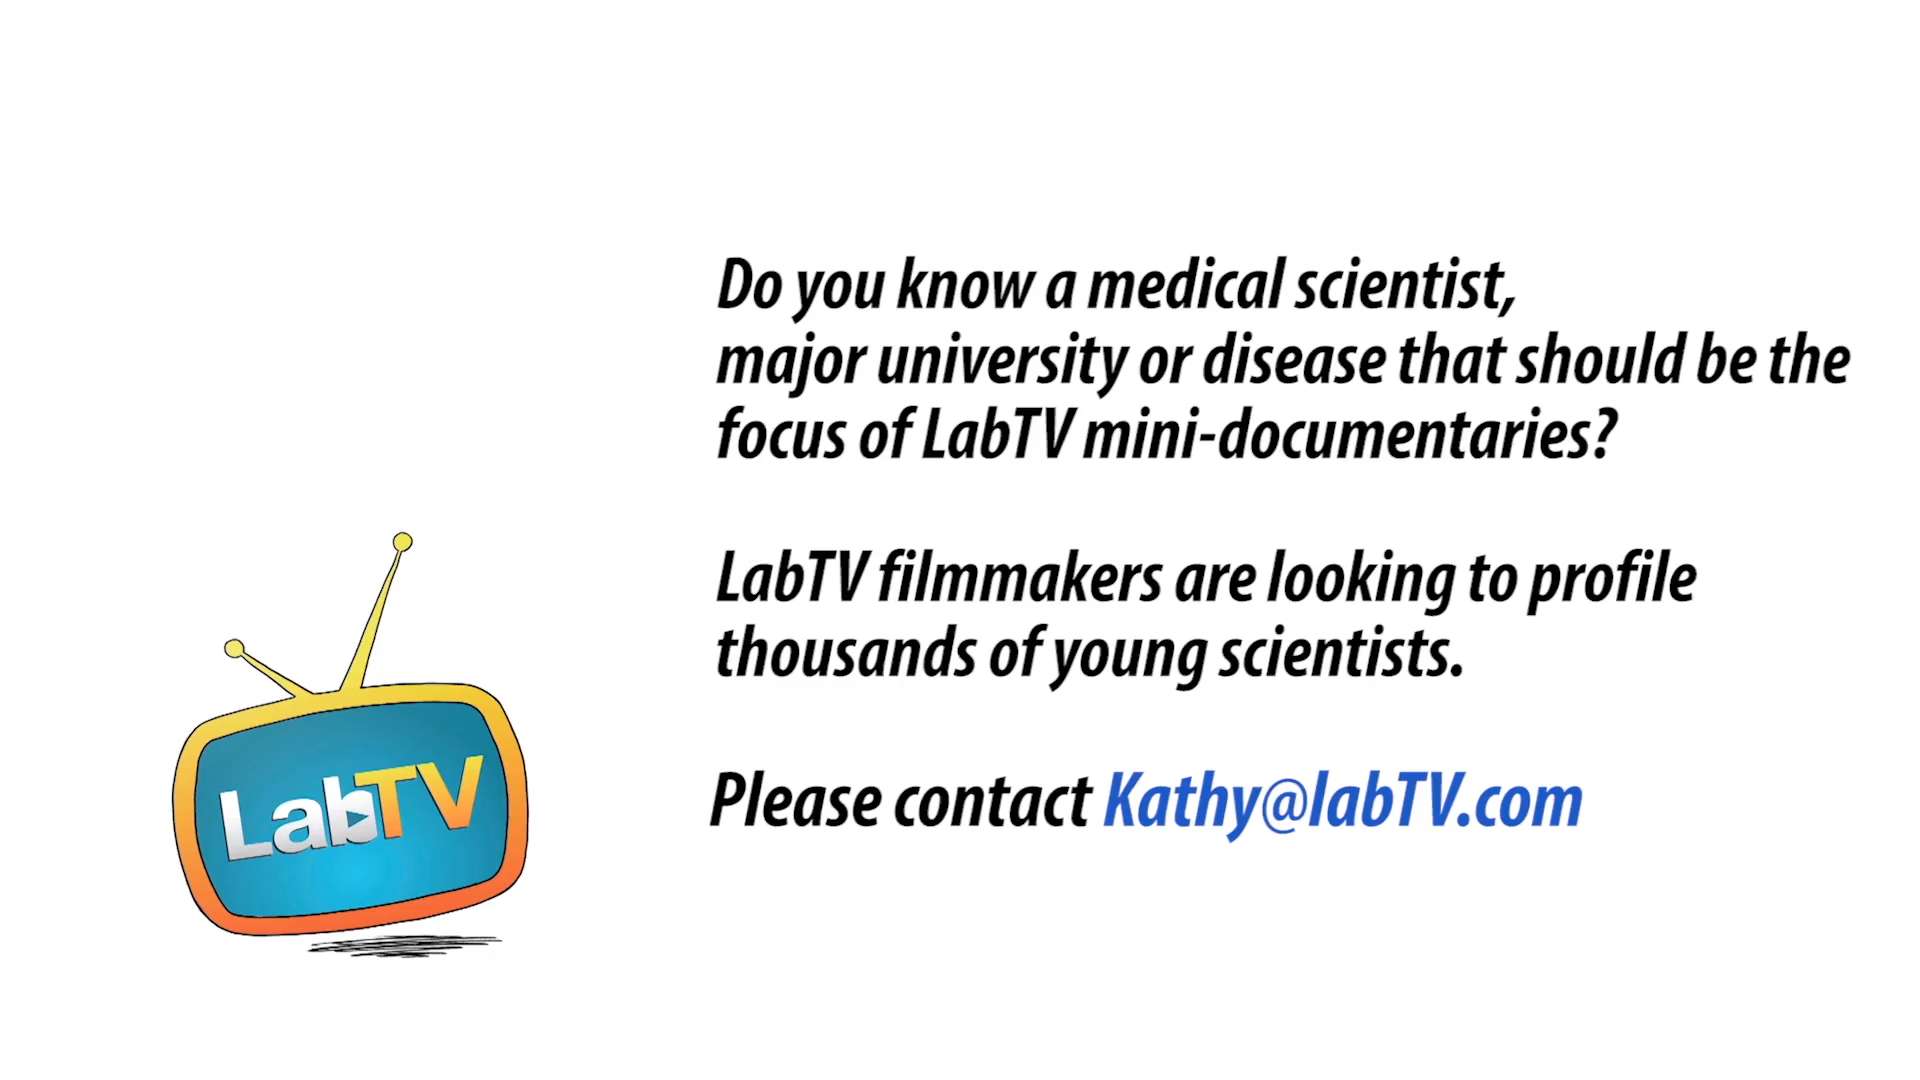 Do you know a medical scientist,
major university or disease that should be the
focus of LabTV mini-documentaries?
LabTV filmmakers are looking to profile
thousands of young scientists.
Please contact Kathy@labTV.com
LabTV